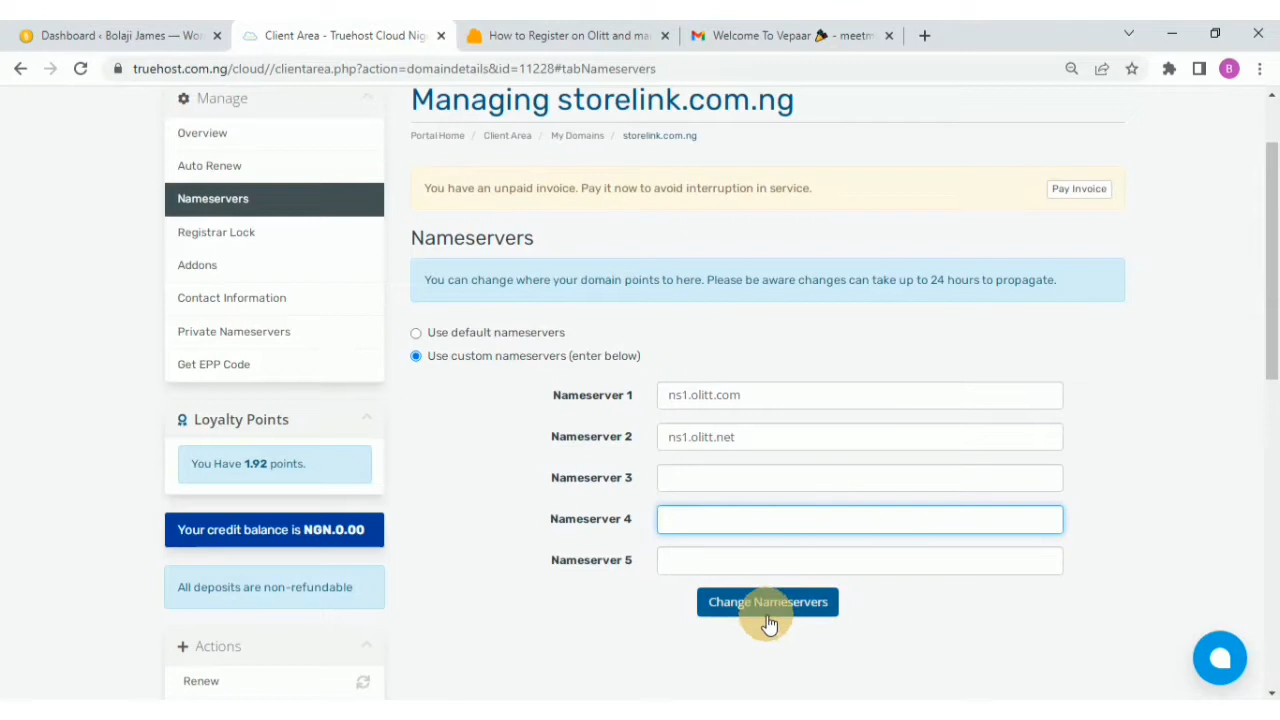 Dashboard ‹ Bolaji James — Wo
Client Area - Truehost Cloud Nig
How to Register on Olitt and ma
Welcome To Vepaar 🎉 - meetm
truehost.com.ng/cloud//clientarea.php?action=domaindetails&id=11228#tabNameservers
B
Manage
Overview
Auto Renew
Nameservers
Registrar Lock
Addons
Contact Information
Private Nameservers
Get EPP Code
Loyalty Points
You Have 1.92 points.
Your credit balance is NGN.0.00
All deposits are non-refundable
Actions
Renew
Managing storelink.com.ng
Portal Home / Client Area / My Domains / storelink.com.ng
You have an unpaid invoice. Pay it now to avoid interruption in service.
Pay Invoice
Nameservers
You can change where your domain points to here. Please be aware changes can take up to 24 hours to propagate.
Use default nameservers
Use custom nameservers (enter below)
Nameserver 1 ns1.olitt.com
Nameserver 2 ns1.olitt.net
Nameserver 3
Nameserver 4
Nameserver 5
Change Nameservers